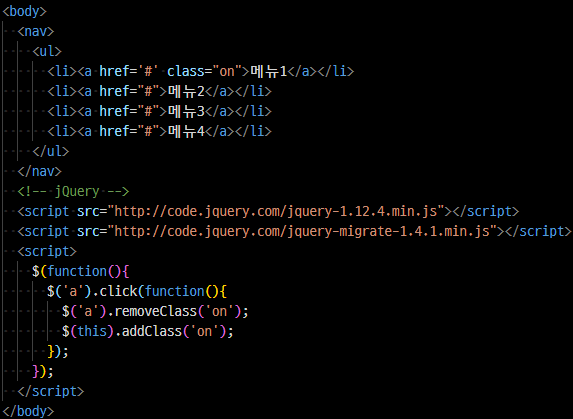 <body>
<nav>
<ul>
<li><a href='#' class="on">메뉴1</a></li>
<li><a href="#">메뉴2</a></li>
<li><a href="#">메뉴3</a></li>
<li><a href="#">메뉴4</a></li>
</ul>
</nav>
<!-- jQuery -->
<script src="http://code.jquery.com/jquery-1.12.4.min.js"></script>
<script src="http://code.jquery.com/jquery-migrate-1.4.1.min.js"></script>
<script>
$(function(){
$('a').click(function(){
$('a').removeClass('on');
$(this).addClass('on');
});
});
</script>
</body>